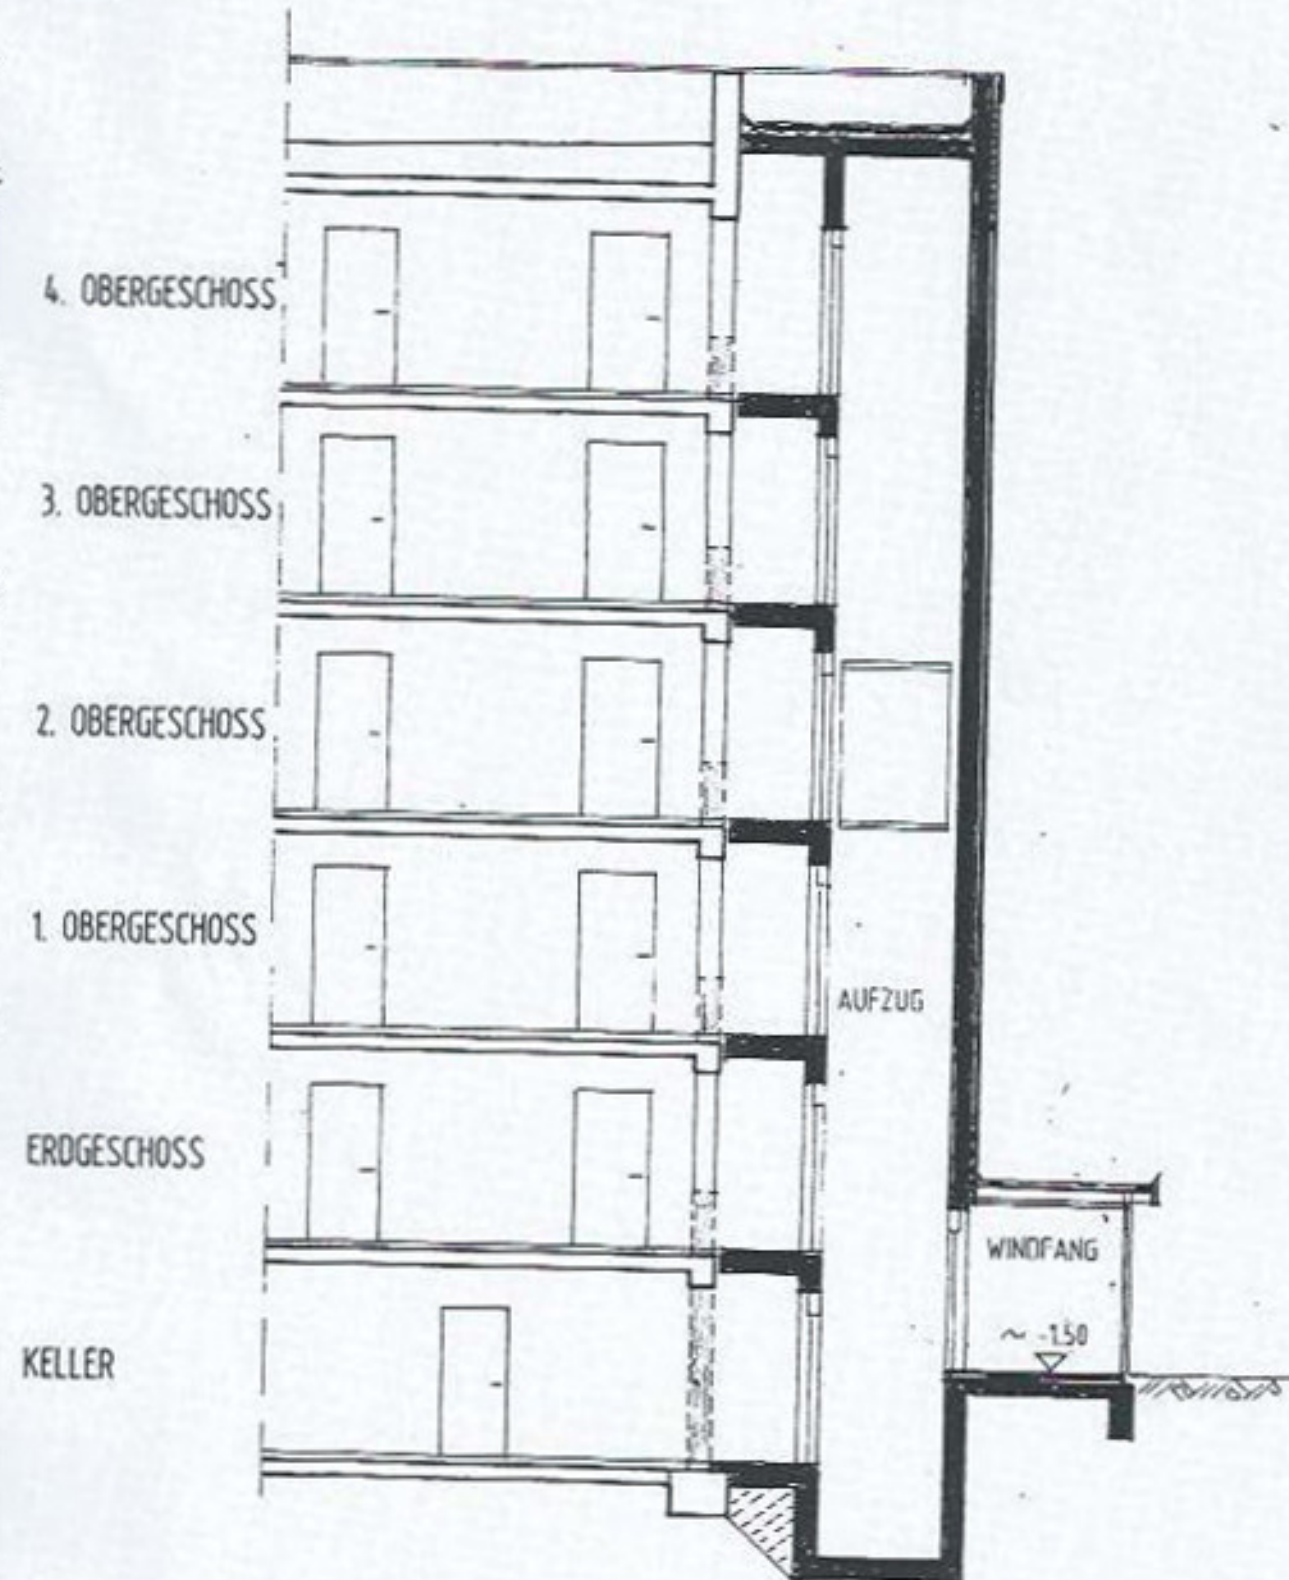 4. OBERGESCHOSS
3. OBERGESCHOSS
2. OBERGESCHOSS
1. OBERGESCHOSS
AUFZUG
ERDGESCHOSS
WINDFANG
~ -1.50
KELLER